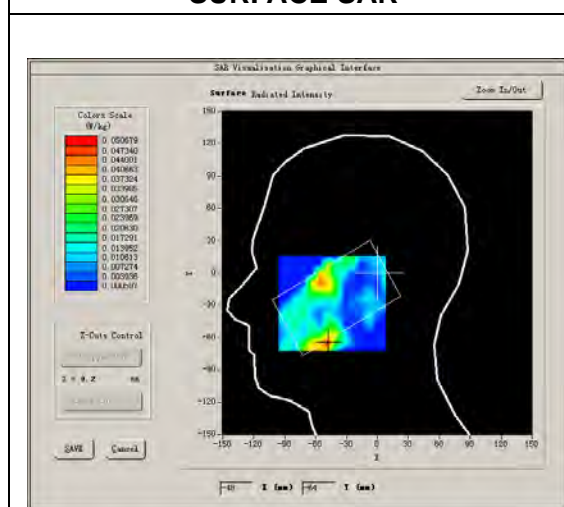 SURFACE SAR
SAR Visualisation Graphical Interface
Surface Radiated Intensity
Zoom In/Out
Colors Scale
(W/kg)
0.050679
0.047340
0.044001
0.040663
0.037324
0.033985
0.030646
0.027307
0.023969
0.020630
0.017291
0.013952
0.010613
0.007274
0.003936
0.000597
150
120
90
60
30
0
-30
-60
-90
-120
-150
-150 -120 -90 -60 -30 0 30 60 90 120 150
X
Z-Cuts Control
mm
SAVE Cancel
-48 X (mm) -64 Y (mm)